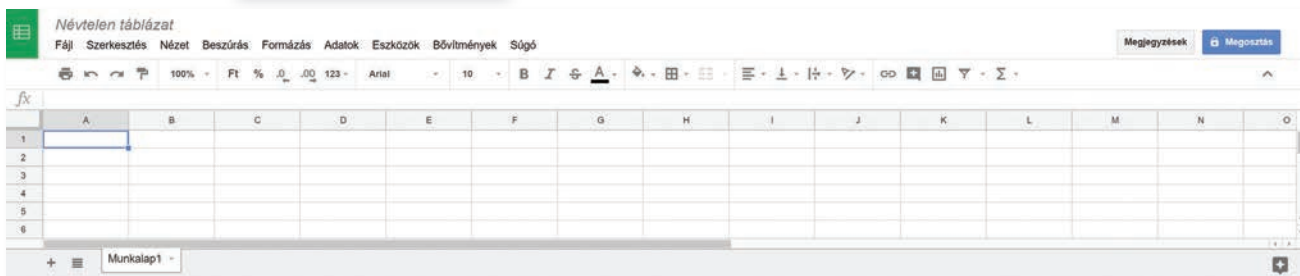 Névtelen táblázat
Fájl Szerkesztés Nézet Beszúrás Formázás Adatok Eszközök Bővítmények Súgó
Megjegyzések Megosztás
100% Ft % .0 .00 123 Arial 10 B I S A Σ
fx
A B C D E F G H I J K L M N O
1
2
3
4
5
6
Munkalap1